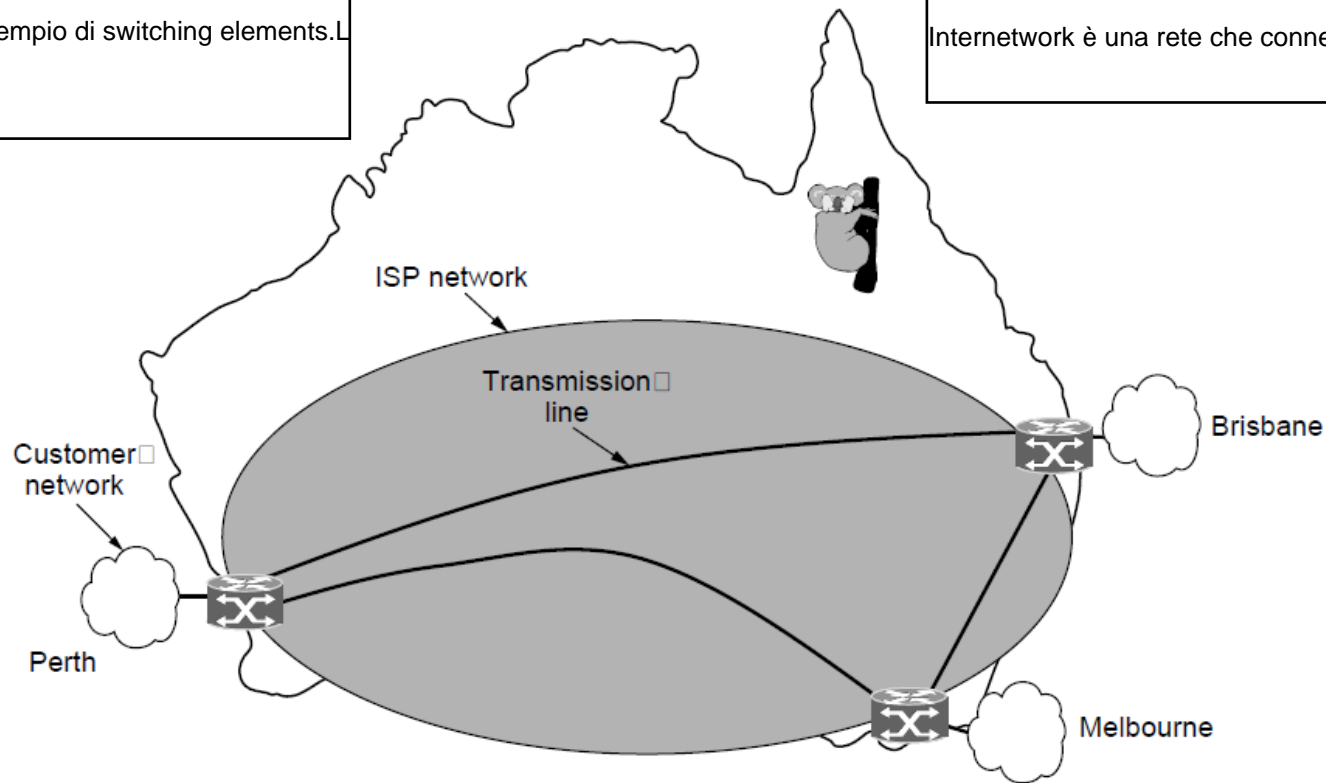 empio di switching elements.L
Internetwork è una rete che conne
ISP network
Transmission
line
Customer
network
Brisbane
Perth
Melbourne